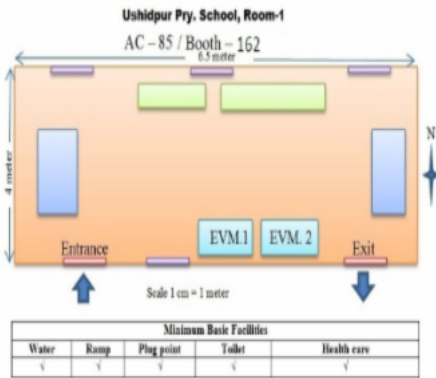 Ushidpur Pry. School, Room-1
AC – 85 / Booth – 162
6.5 meter
4 meter
N
EVM.1 EVM. 2
Entrance Exit
Scale 1 cm = 1 meter
Minimum Basic Facilities
Water Ramp Plug point Toilet Health care
√ √ √ √ √